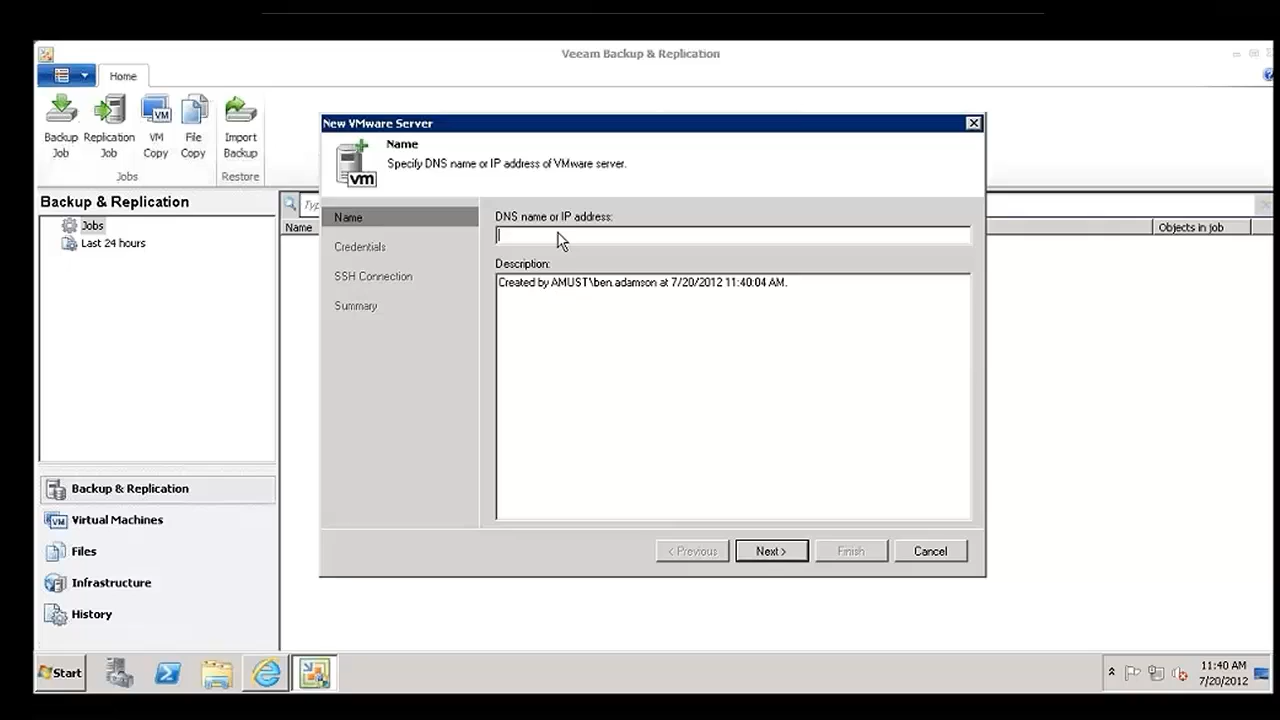 Veeam Backup & Replication
Home
Backup Job
Replication Job
VM Copy
File Copy
Import Backup
Jobs
Restore
Backup & Replication
Jobs
Last 24 hours
Name
Objects in job
New VMware Server
Name
Specify DNS name or IP address of VMware server.
vm
Name
Credentials
SSH Connection
Summary
DNS name or IP address:
Description:
Created by AMUST\ben.adamson at 7/20/2012 11:40:04 AM.
< Previous
Next >
Finish
Cancel
Backup & Replication
Virtual Machines
Files
Infrastructure
History
Start
11:40 AM
7/20/2012